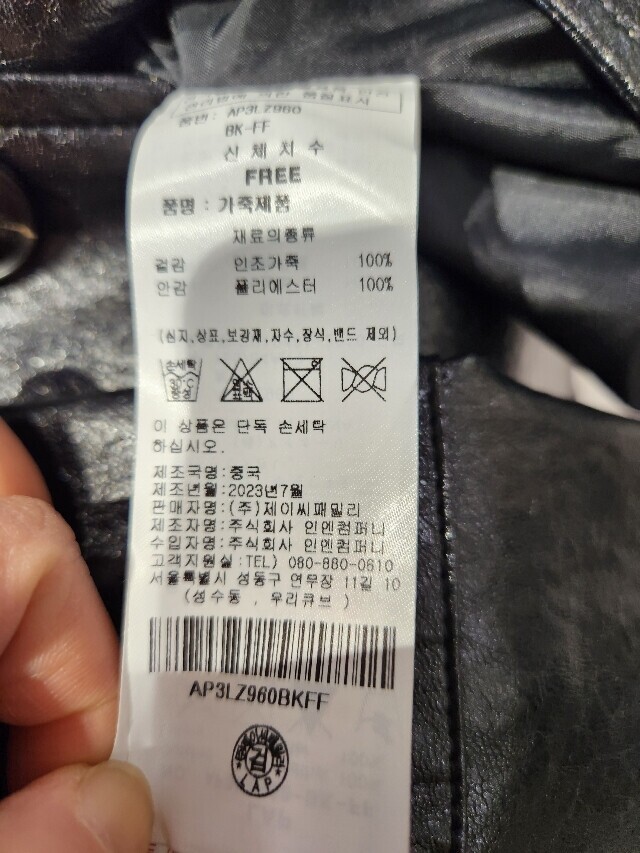 품번: AP3LZ960
BK-FF
신체치수
FREE
품명 : 가죽제품
재료의종류
겉감 인조가죽 100%
안감 폴리에스터 100%
(심지,상표,보강재,자수,장식,밴드 제외)
손세탁
이 상품은 단독 손세탁
하십시오.
제조국명:중국
제조년월:2023년7월
판매자명:(주)제이씨패밀리
제조자명:주식회사 인엔컴퍼니
수입자명:주식회사 인엔컴퍼니
고객지원실:TEL) 080-880-0610
서울특별시 성동구 연무장 11길 10
(성수동 , 우리큐브 )
AP3LZ960BKFF
검
LAP